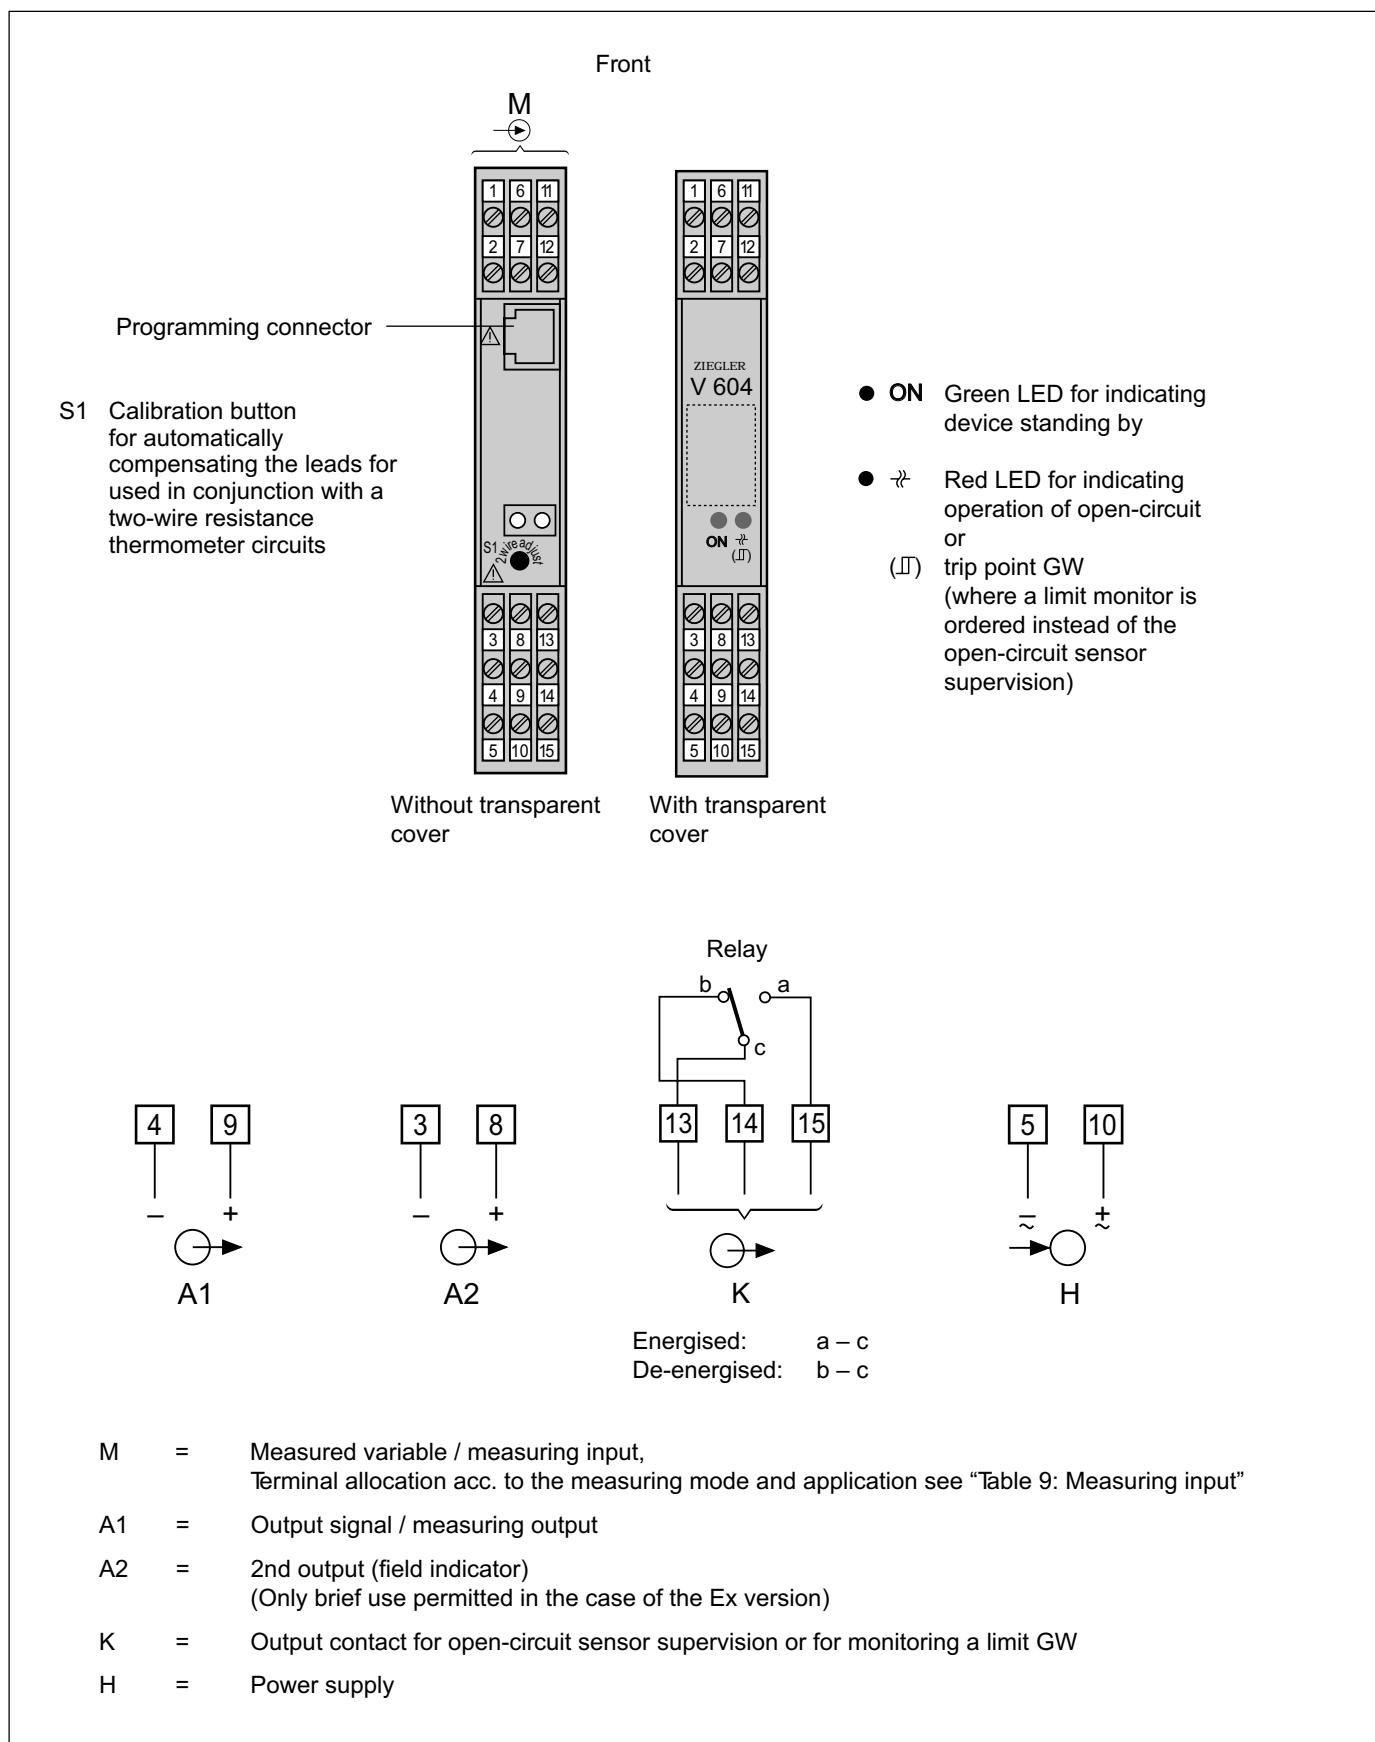 Front
M
1 6 11
2 7 12
1 6 11
2 7 12
Programming connector
S1 Calibration button
for automatically
compensating the leads for
used in conjunction with a
two-wire resistance
thermometer circuits
S1 2 wire adjust
ZIEGLER
V 604
ON
ON Green LED for indicating
device standing by
Red LED for indicating
operation of open-circuit
or
trip point GW
(where a limit monitor is
ordered instead of the
open-circuit sensor
supervision)
3 8 13
4 9 14
5 10 15
3 8 13
4 9 14
5 10 15
Without transparent
cover
With transparent
cover
Relay
b a
c
4 9
– +
A1
3 8
– +
A2
13 14 15
K
Energised: a – c
De-energised: b – c
5 10
– +
~ ~
H
M = Measured variable / measuring input,
Terminal allocation acc. to the measuring mode and application see “Table 9: Measuring input”
A1 = Output signal / measuring output
A2 = 2nd output (field indicator)
(Only brief use permitted in the case of the Ex version)
K = Output contact for open-circuit sensor supervision or for monitoring a limit GW
H = Power supply